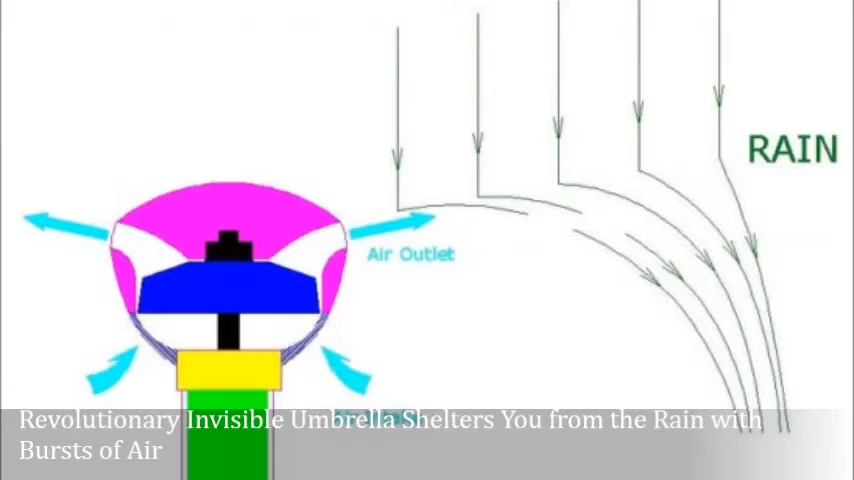 RAIN
Air Outlet
Revolutionary Invisible Umbrella Shelters You from the Rain with
Bursts of Air